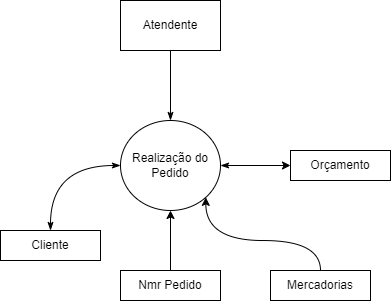 Atendente
Realização do
Pedido
Orçamento
Cliente
Nmr Pedido
Mercadorias